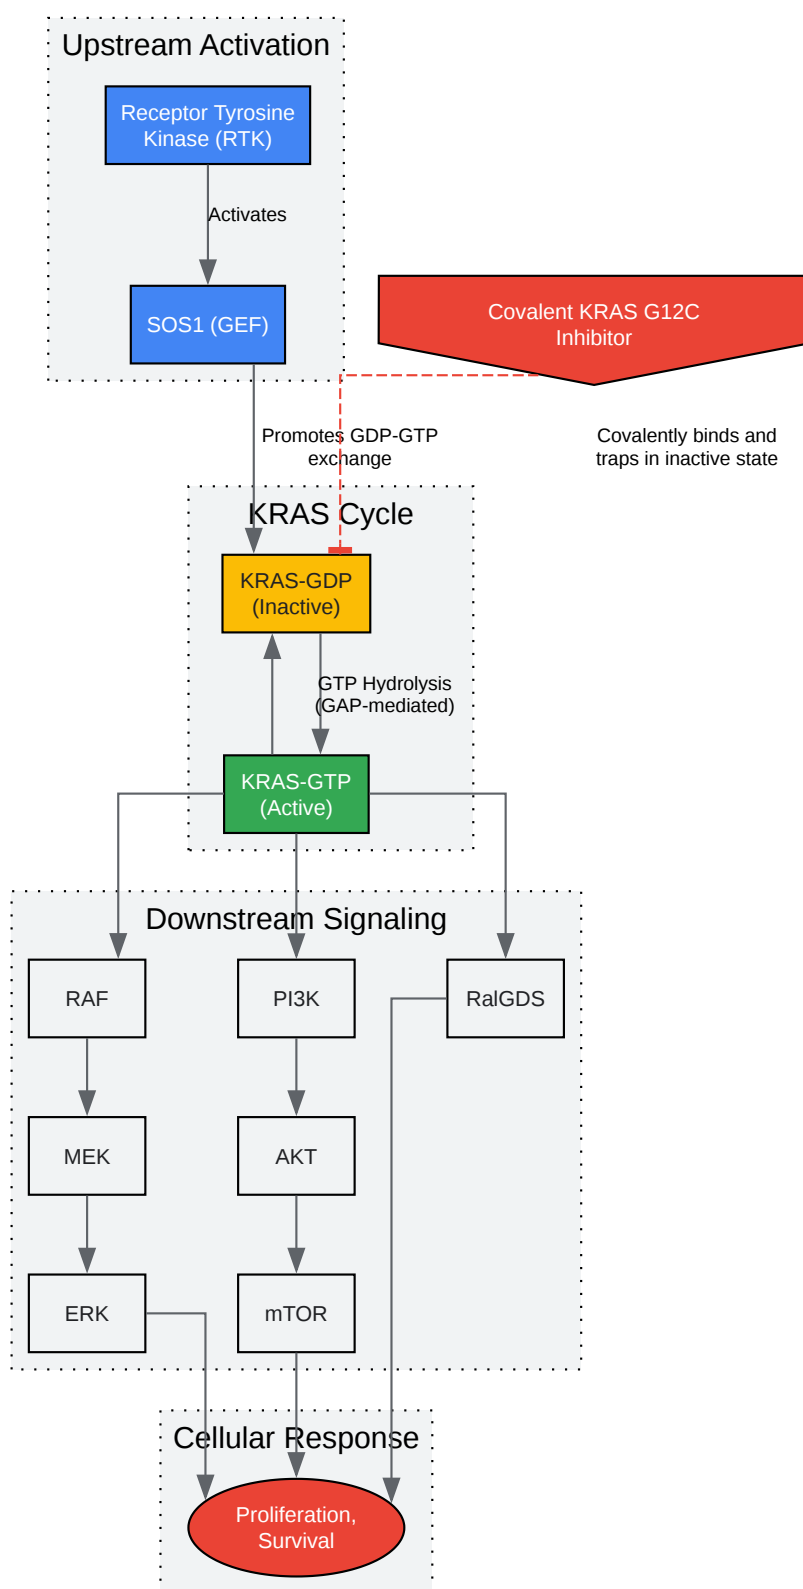 Upstream Activation
Receptor Tyrosine
Kinase (RTK)
Activates
SOS1 (GEF)
Covalent KRAS G12C
Inhibitor
Promotes GDP-GTP
exchange
Covalently binds and
traps in inactive state
KRAS Cycle
KRAS-GDP
(Inactive)
GTP Hydrolysis
(GAP-mediated)
KRAS-GTP
(Active)
Downstream Signaling
RAF
PI3K
RalGDS
MEK
AKT
ERK
mTOR
Cellular Response
Proliferation,
Survival